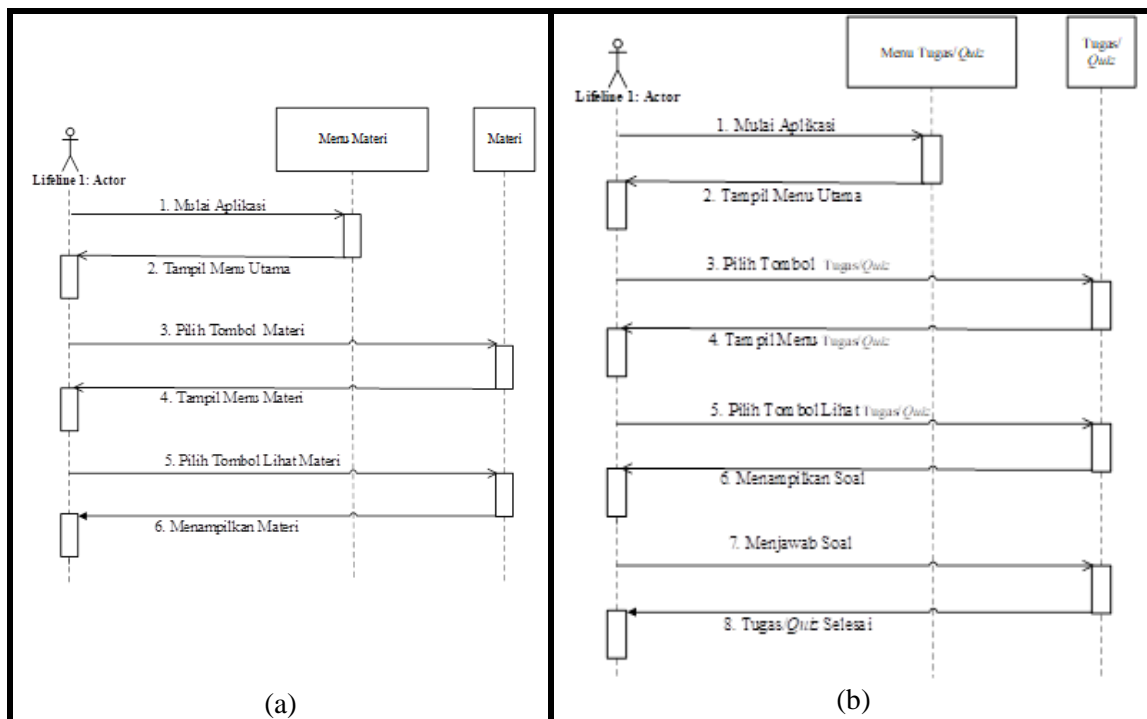 Menu Materi
Materi
Lifeline 1: Actor
1. Mulai Aplikasi
2. Tampil Menu Utama
3. Pilih Tombol Materi
4. Tampil Menu Materi
5. Pilih Tombol Lihat Materi
6. Menampilkan Materi
(a)
Menu Tugas/Quiz
Tugas/
Quiz
Lifeline 1: Actor
1. Mulai Aplikasi
2. Tampil Menu Utama
3. Pilih Tombol Tugas/Quiz
4. Tampil Menu Tugas/Quiz
5. Pilih Tombol Lihat Tugas/Quiz
6. Menampilkan Soal
7. Menjawab Soal
8. Tugas/Quiz Selesai
(b)